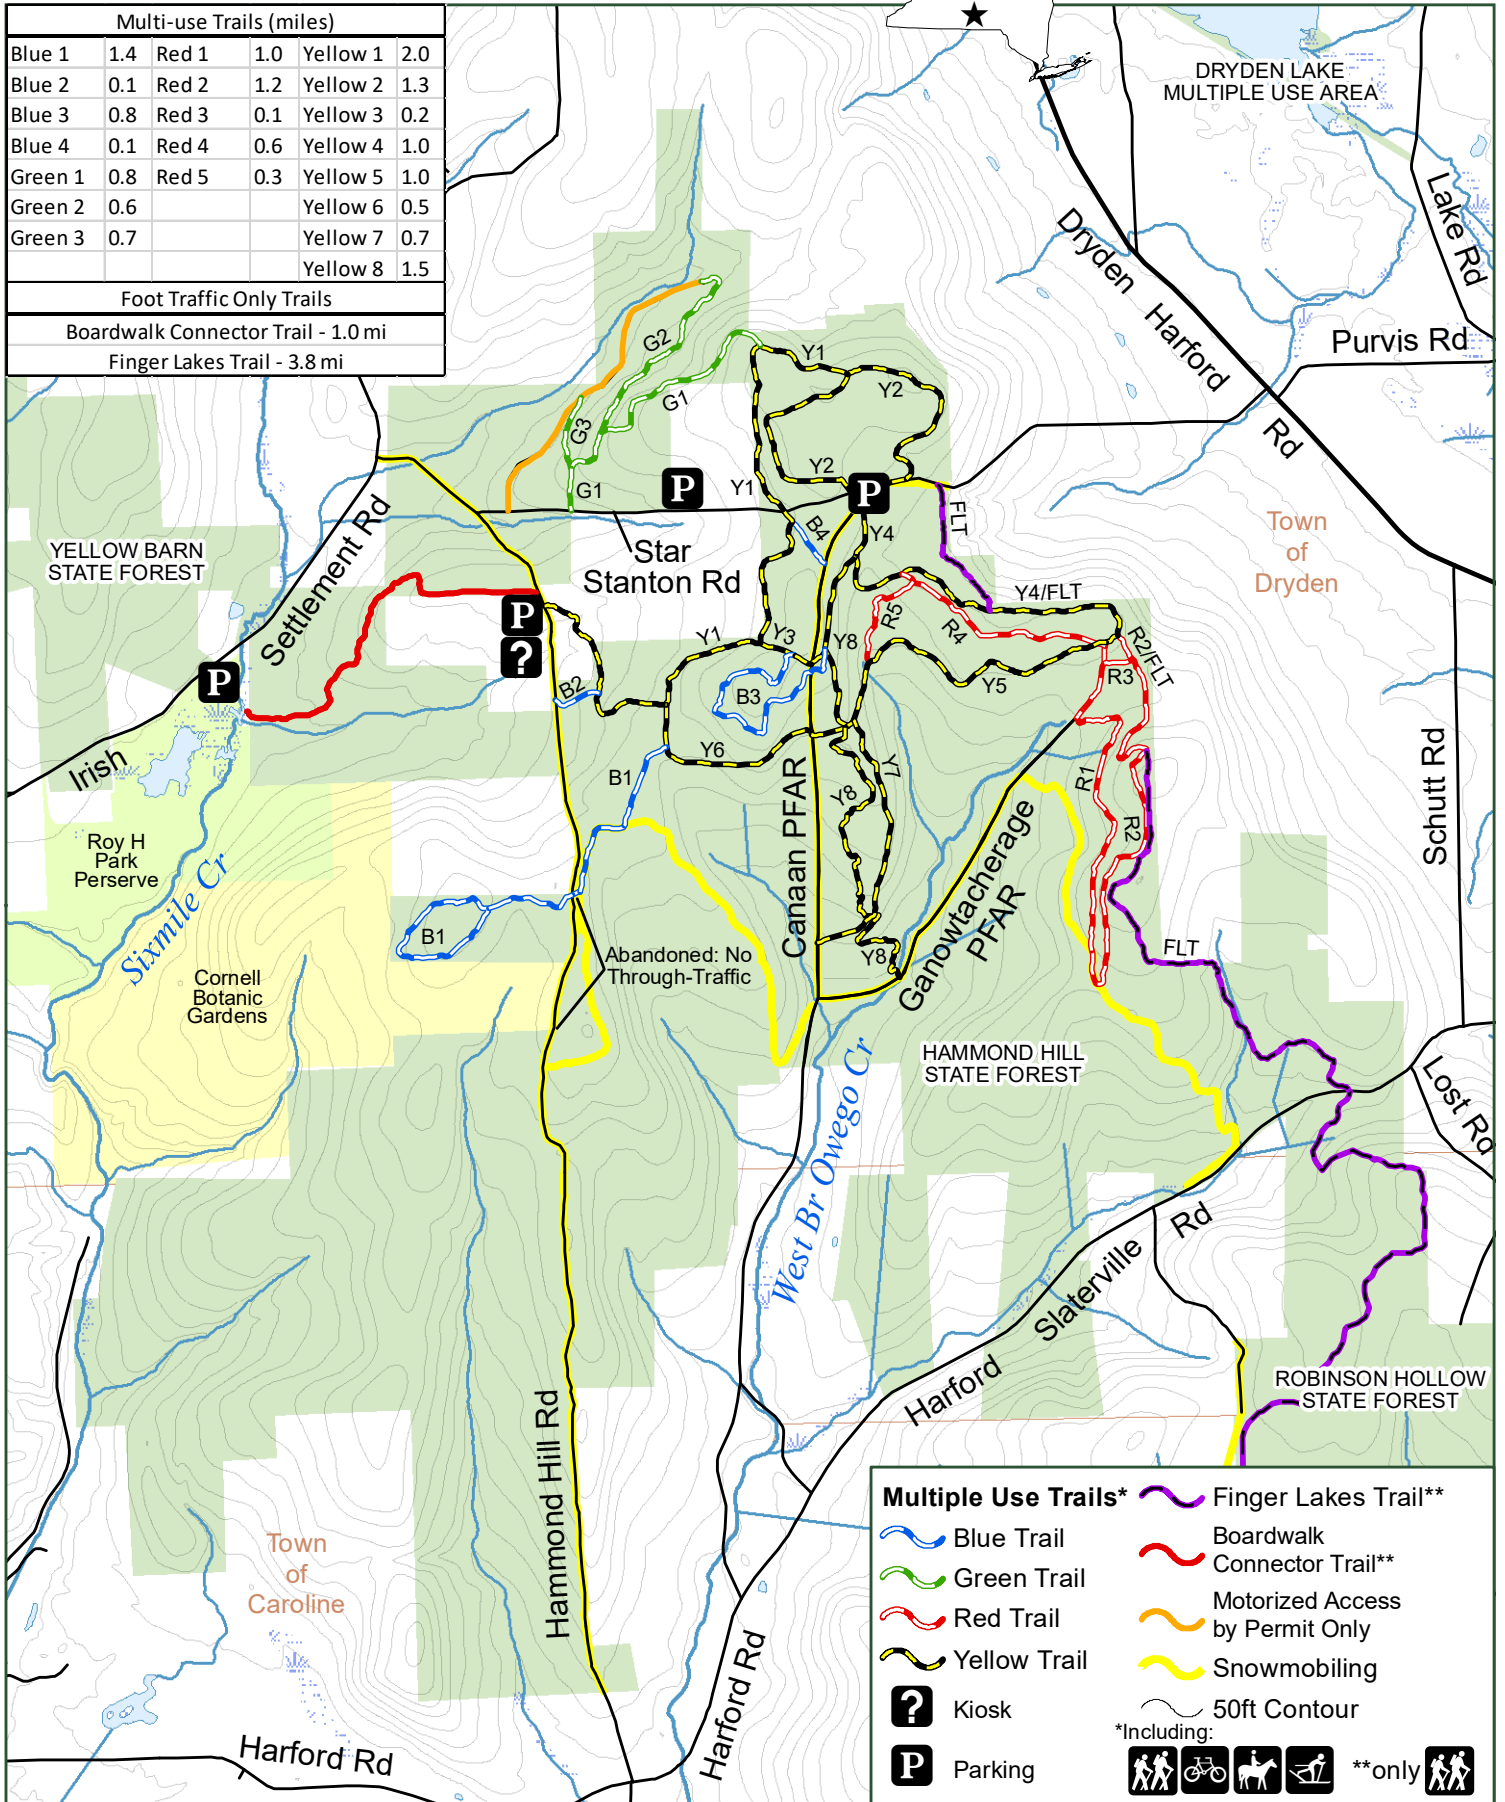 Multi-use Trails (miles)
Blue 1 1.4 Red 1 1.0 Yellow 1 2.0
Blue 2 0.1 Red 2 1.2 Yellow 2 1.3
Blue 3 0.8 Red 3 0.1 Yellow 3 0.2
Blue 4 0.1 Red 4 0.6 Yellow 4 1.0
Green 1 0.8 Red 5 0.3 Yellow 5 1.0
Green 2 0.6 Yellow 6 0.5
Green 3 0.7 Yellow 7 0.7
Yellow 8 1.5
Foot Traffic Only Trails
Boardwalk Connector Trail - 1.0 mi
Finger Lakes Trail - 3.8 mi
DRYDEN LAKE
MULTIPLE USE AREA
Lake Rd
Dryden Harford Rd
Purvis Rd
G2
G1
G3
G1
Y1
Y2
Y2
Y1
P
P
B4
Y4
FLT
Star
Stanton Rd
YELLOW BARN
STATE FOREST
Town
of
Dryden
Irish Settlement Rd
P
?
P
Y4/FLT
R5
R4
R2/FLT
Y1
Y3
Y8
R3
Y5
B2
B3
Y6
B1
Y7
Y8
R1
R2
Schutt Rd
Canaan PFAR
Ganowtacherage
PFAR
Roy H
Park
Perserve
Sixmile Cr
B1
Abandoned: No
Through-Traffic
Y8
FLT
Cornell
Botanic
Gardens
HAMMOND HILL
STATE FOREST
Lost Rd
West Br Owego Cr
Harford Slaterville Rd
ROBINSON HOLLOW
STATE FOREST
Hammond Hill Rd
Town
of
Caroline
Harford Rd
Harford Rd
Multiple Use Trails*
Blue Trail
Green Trail
Red Trail
Yellow Trail
? Kiosk
P Parking
Finger Lakes Trail**
Boardwalk
Connector Trail**
Motorized Access
by Permit Only
Snowmobiling
50ft Contour
*Including:
**only